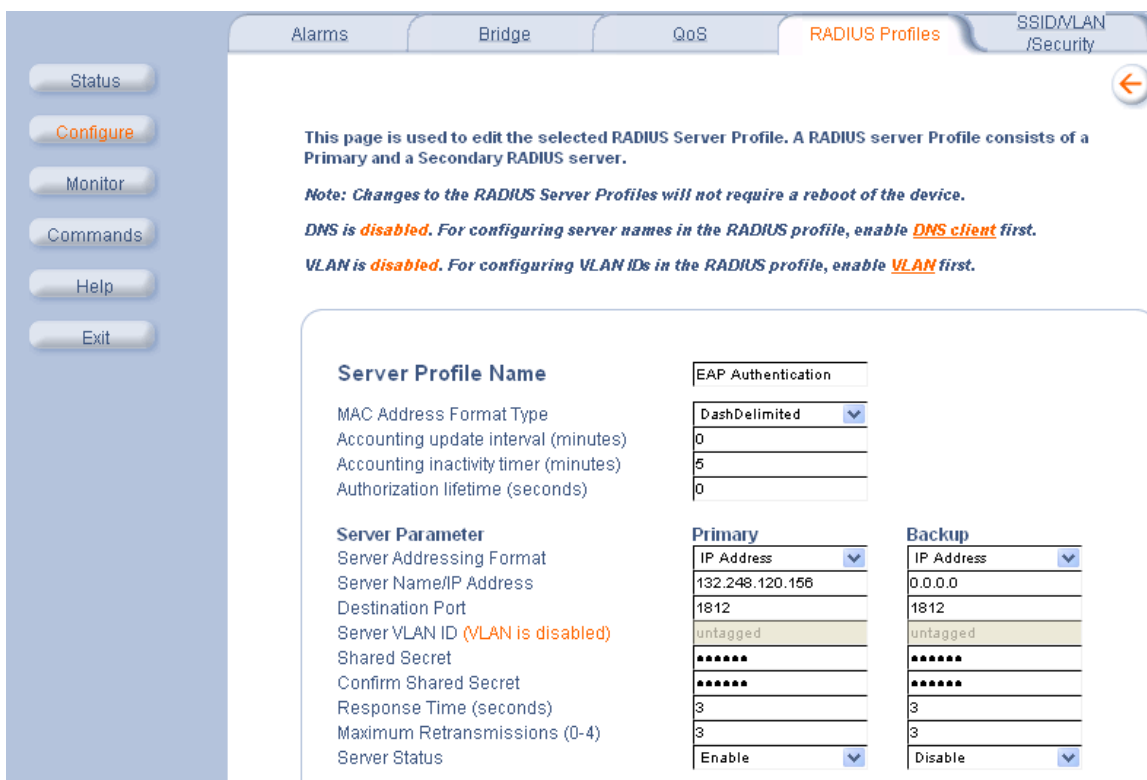 Alarms Bridge QoS RADIUS Profiles SSID/VLAN
/Security
Status
Configure
Monitor
Commands
Help
Exit
This page is used to edit the selected RADIUS Server Profile. A RADIUS server Profile consists of a
Primary and a Secondary RADIUS server.
Note: Changes to the RADIUS Server Profiles will not require a reboot of the device.
DNS is disabled. For configuring server names in the RADIUS profile, enable DNS client first.
VLAN is disabled. For configuring VLAN IDs in the RADIUS profile, enable VLAN first.
Server Profile Name EAP Authentication
MAC Address Format Type DashDelimited
Accounting update interval (minutes) 0
Accounting inactivity timer (minutes) 5
Authorization lifetime (seconds) 0
Server Parameter Primary Backup
Server Addressing Format IP Address IP Address
Server Name/IP Address 132.248.120.156 0.0.0.0
Destination Port 1812 1812
Server VLAN ID (VLAN is disabled) untagged untagged
Shared Secret ●●●●●● ●●●●●●
Confirm Shared Secret ●●●●●● ●●●●●●
Response Time (seconds) 3 3
Maximum Retransmissions (0-4) 3 3
Server Status Enable Disable